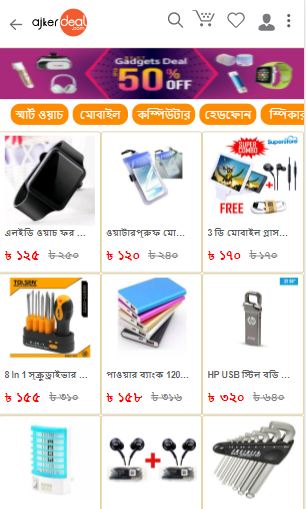 ajkerdeal
.com
Gadgets Deal
50%
OFF
স্মার্ট ওয়াচ মোবাইল কম্পিউটার হেডফোন স্পিকার
SUPER COMBO
Superstore
FREE
এলইডি ওয়াচ ফর ... ওয়াটারপ্রুফ মো... 3 ডি মোবাইল গ্লাস...
৳ ১২৫ ৳ ২৫০ ৳ ১২০ ৳ ২৪০ ৳ ১৭০ ৳ ১৭০
TOLSEN
8 In 1 সক্রুড্রাইভার ... পাওয়ার ব্যাংক 120... HP USB স্টিল বডি ...
৳ ১৫৫ ৳ ৩১০ ৳ ১৫৮ ৳ ৩১৬ ৳ ৩২০ ৳ ৬৪০